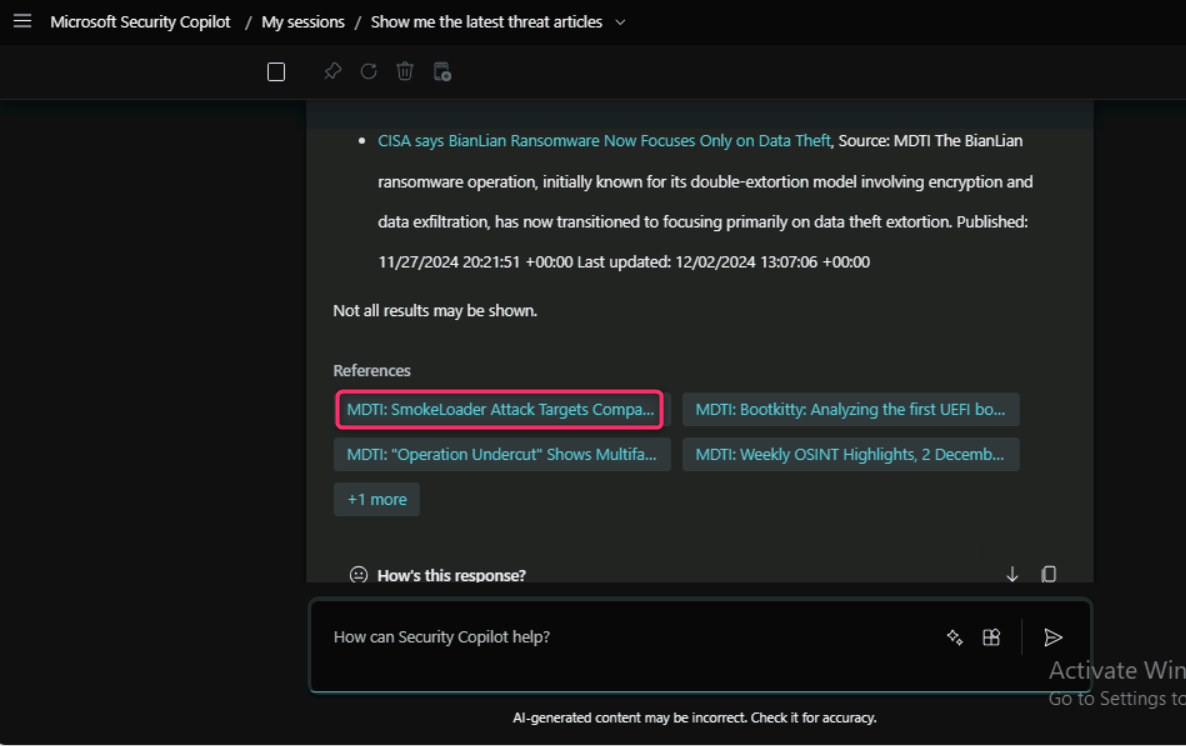 Microsoft Security Copilot / My sessions / Show me the latest threat articles
CISA says BianLian Ransomware Now Focuses Only on Data Theft, Source: MDTI The BianLian
ransomware operation, initially known for its double-extortion model involving encryption and
data exfiltration, has now transitioned to focusing primarily on data theft extortion. Published:
11/27/2024 20:21:51 +00:00 Last updated: 12/02/2024 13:07:06 +00:00
Not all results may be shown.
References
MDTI: SmokeLoader Attack Targets Compa... MDTI: Bootkitty: Analyzing the first UEFI bo...
MDTI: "Operation Undercut" Shows Multifa... MDTI: Weekly OSINT Highlights, 2 Decemb...
+1 more
How's this response?
How can Security Copilot help?
Activate Win
Go to Settings to
AI-generated content may be incorrect. Check it for accuracy.